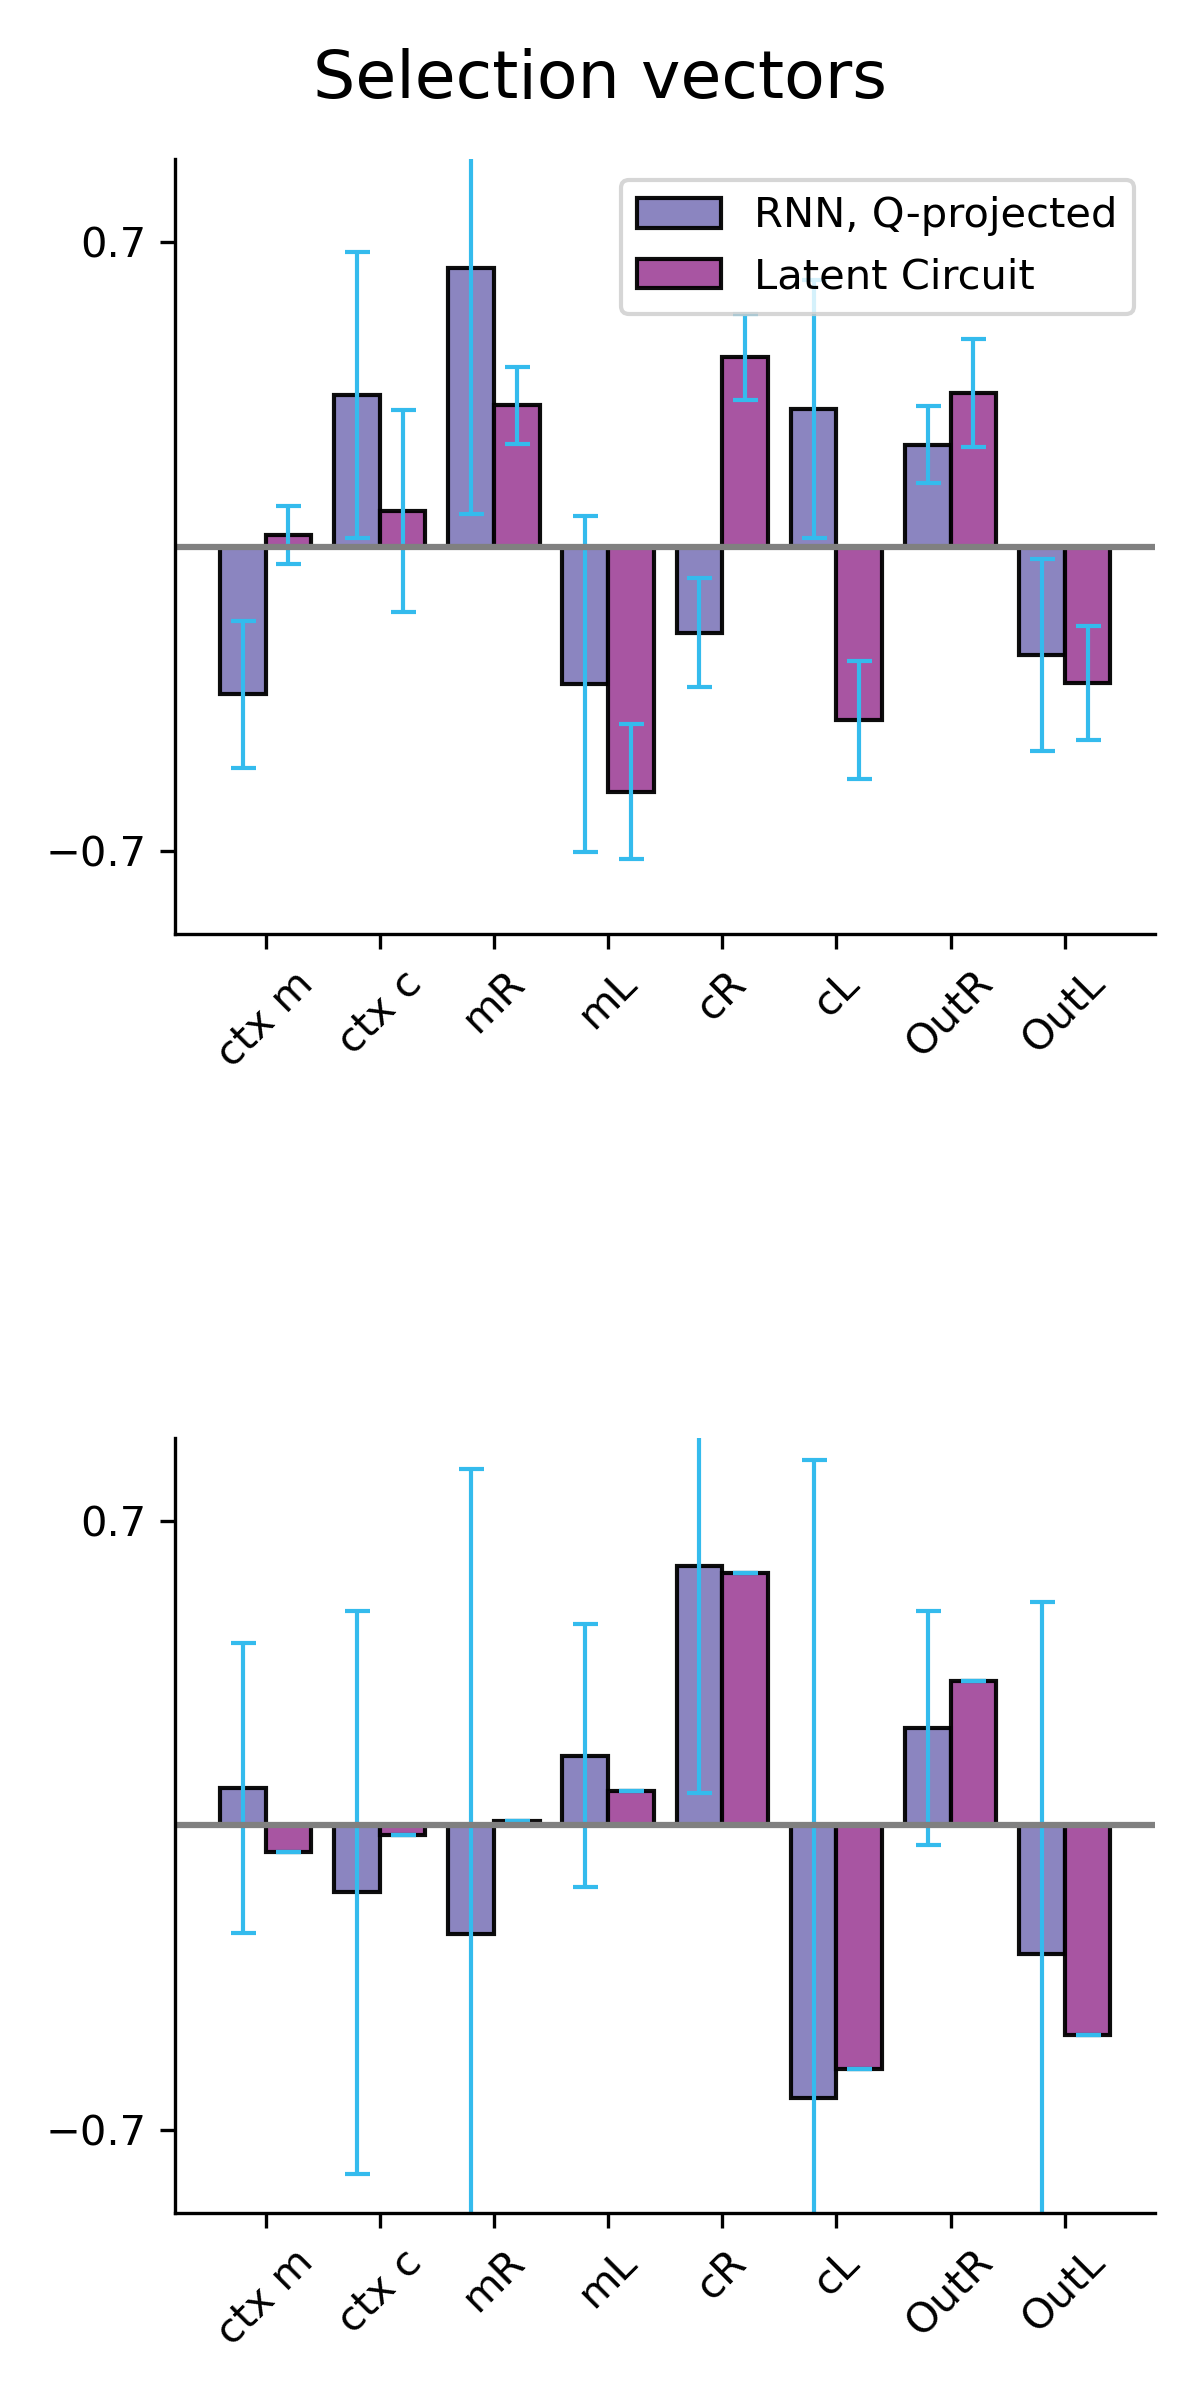 Selection vectors
RNN, Q-projected
Latent Circuit
0.7
−0.7
ctx m
ctx c
mR
mL
cR
cL
OutR
OutL
0.7
−0.7
ctx m
ctx c
mR
mL
cR
cL
OutR
OutL